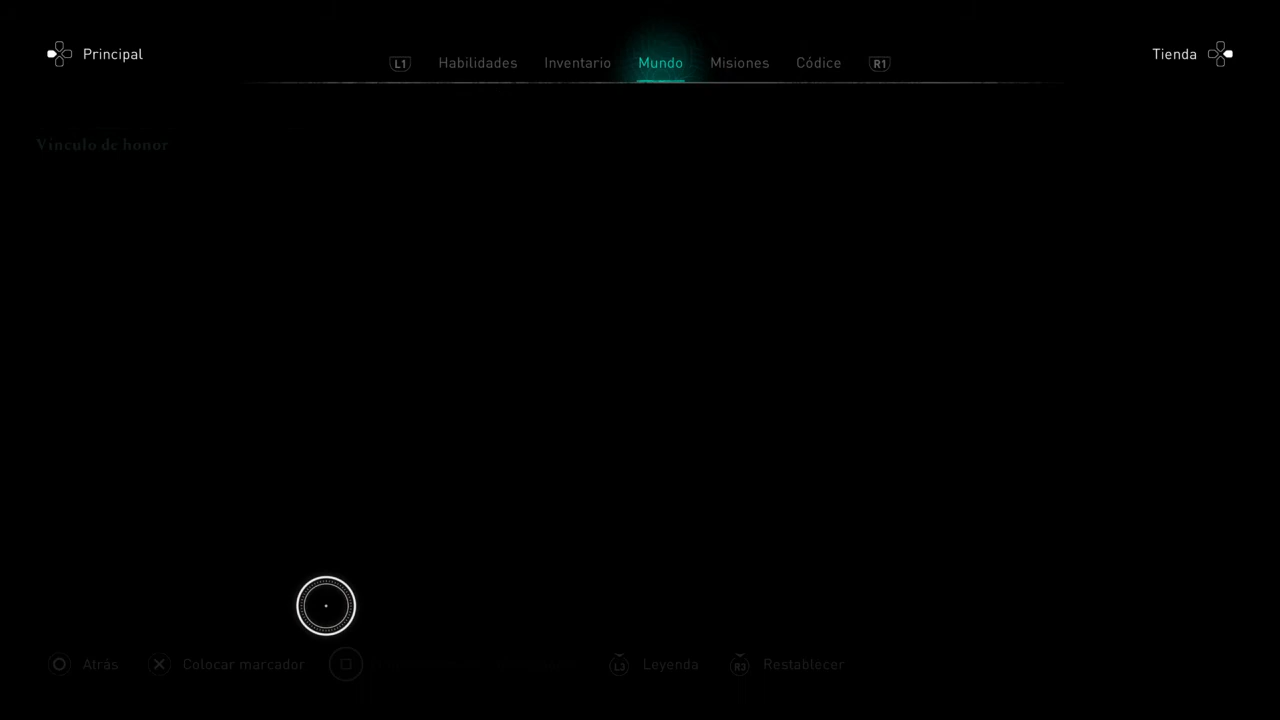 Principal
L1 Habilidades Inventario Mundo Misiones Códice R1
Tienda
Vínculo de honor
Atrás Colocar marcador L3 Leyenda R3 Restablecer